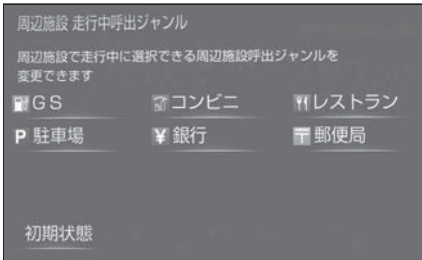 周辺施設 走行中呼出ジャンル
周辺施設で走行中に選択できる周辺施設呼出ジャンルを
変更できます
GS コンビニ レストラン
P 駐車場 ¥ 銀行 〒 郵便局
初期状態